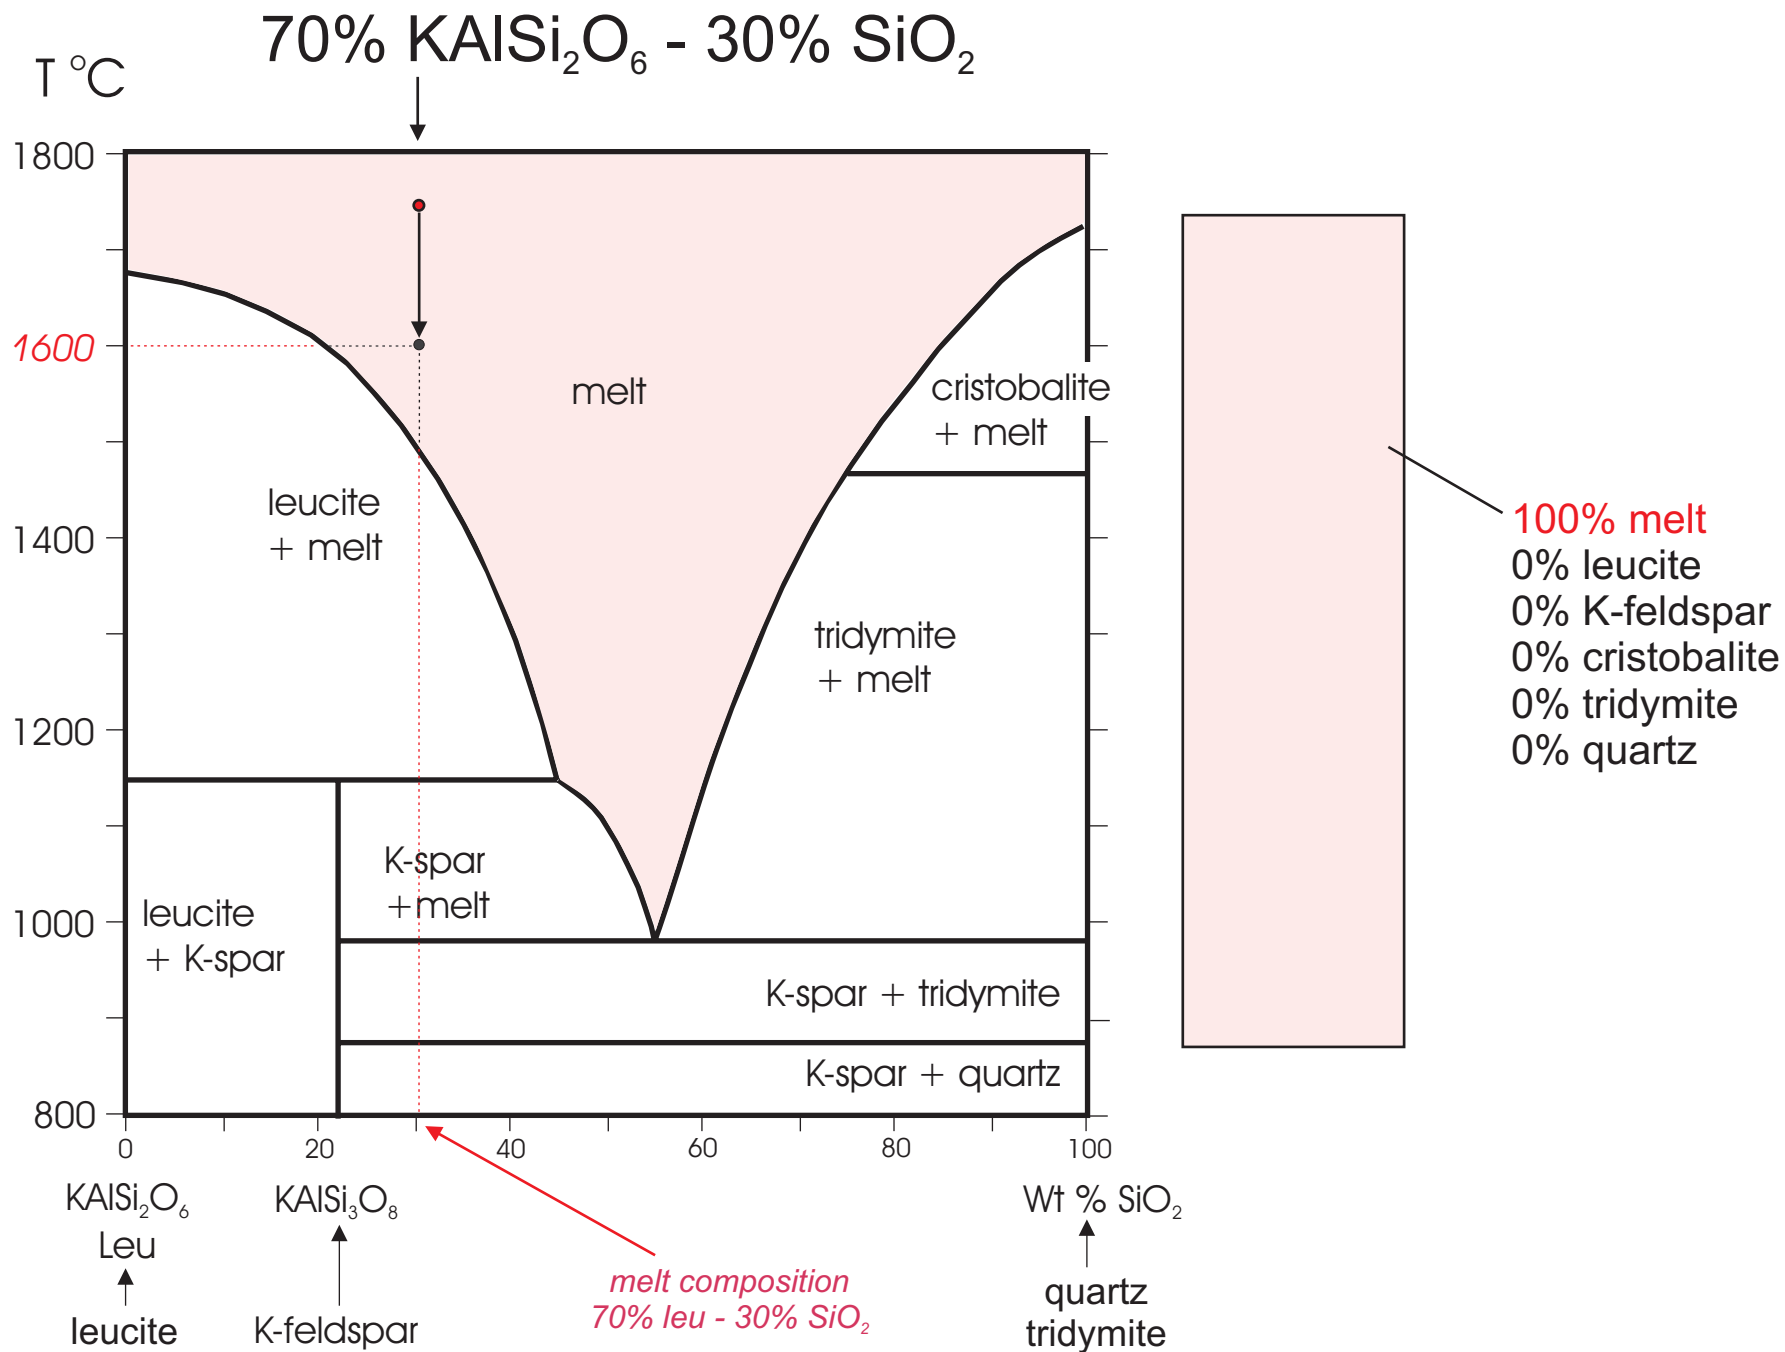 70% KAlSi₂O₆ - 30% SiO₂
T °C
1800
1600
1400
1200
1000
800
melt
cristobalite
+ melt
leucite
+ melt
tridymite
+ melt
K-spar
+melt
leucite
+ K-spar
K-spar + tridymite
K-spar + quartz
0
20
40
60
80
100
KAlSi₂O₆
Leu
leucite
KAlSi₃O₈
K-feldspar
melt composition
70% leu - 30% SiO₂
Wt % SiO₂
quartz
tridymite
100% melt
0% leucite
0% K-feldspar
0% cristobalite
0% tridymite
0% quartz